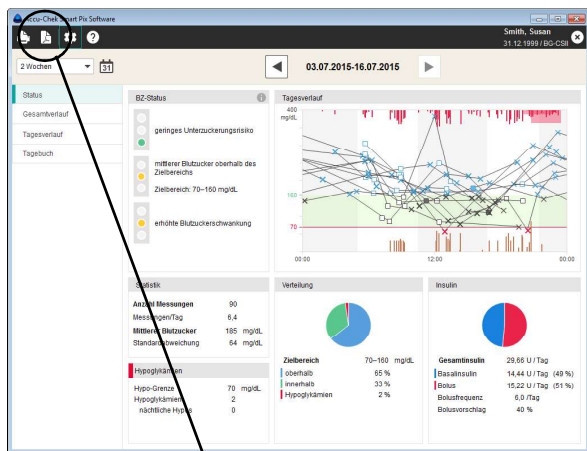 Accu-Chek Smart Pix Software
Smith, Susan
31.12.1999 / BG-CSII
2 Wochen
31
03.07.2015-16.07.2015
Status
Gesamtverlauf
Tagesverlauf
Tagebuch
BZ-Status
geringes Unterzuckerungsrisiko
mittlerer Blutzucker oberhalb des
Zielbereichs
Zielbereich: 70–160 mg/dL
erhöhte Blutzuckerschwankung
Tagesverlauf
400
mg/dL
160
70
00:00
12:00
00:00
Statistik
Anzahl Messungen 90
Messungen/Tag 6,4
Mittlerer Blutzucker 185 mg/dL
Standardabweichung 64 mg/dL
Hypoglykämien
Hypo-Grenze 70 mg/dL
Hypoglykämien 2
nächtliche Hypos 0
Verteilung
Zielbereich 70–160 mg/dL
oberhalb 65 %
innerhalb 33 %
Hypoglykämien 2 %
Insulin
Gesamtinsulin 29,66 U / Tag
Basalinsulin 14,44 U / Tag (49 %)
Bolus 15,22 U / Tag (51 %)
Bolusfrequenz 6,0 /Tag
Bolusvorschlag 40 %